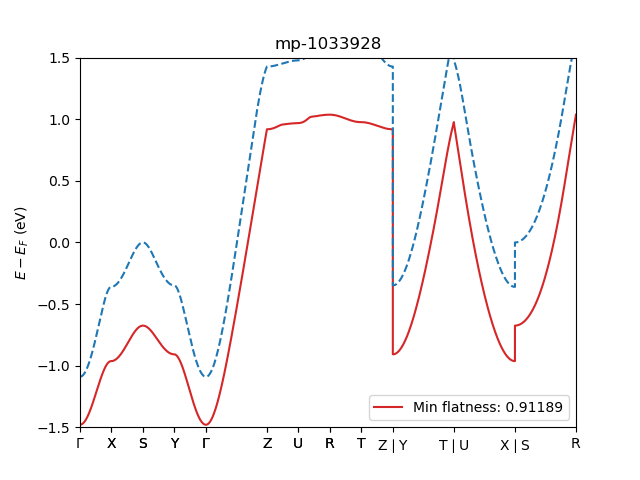 mp-1033928
E − E_F (eV)
1.5
1.0
0.5
0.0
−0.5
−1.0
−1.5
Min flatness: 0.91189
Γ X S Y Γ Z U R T Z | Y T | U X | S R